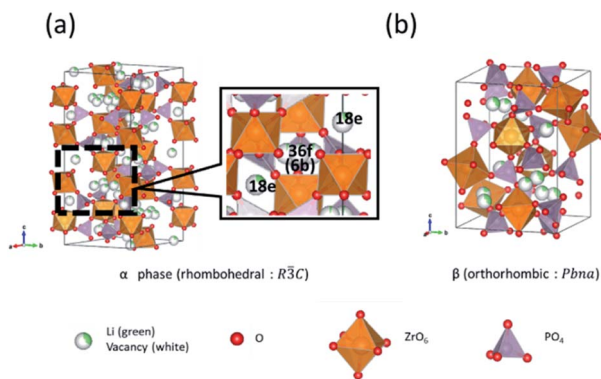 (a)
(b)
18e
36f
(6b)
18e
c
a
b
c
b
α phase (rhombohedral : R3̅C)
β (orthorhombic : Pbna)
Li (green)
Vacancy (white)
O
ZrO₆
PO₄